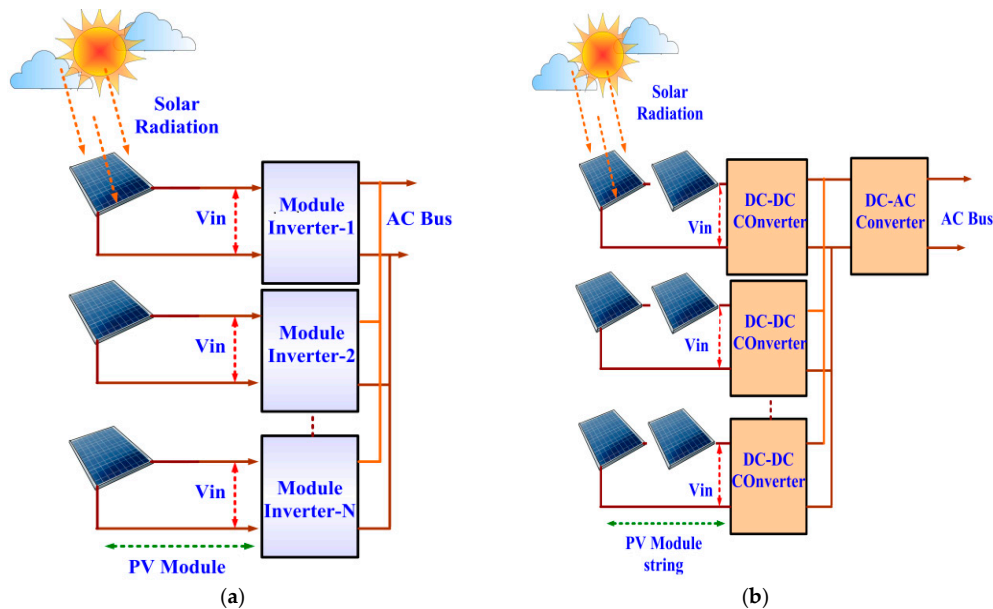 Solar
Radiation
Vin
Module
Inverter-1
AC Bus
Vin
Module
Inverter-2
Vin
Module
Inverter-N
PV Module
(a)
Solar
Radiation
Vin
DC-DC
COnverter
DC-AC
Converter
AC Bus
Vin
DC-DC
COnverter
Vin
DC-DC
COnverter
PV Module
string
(b)